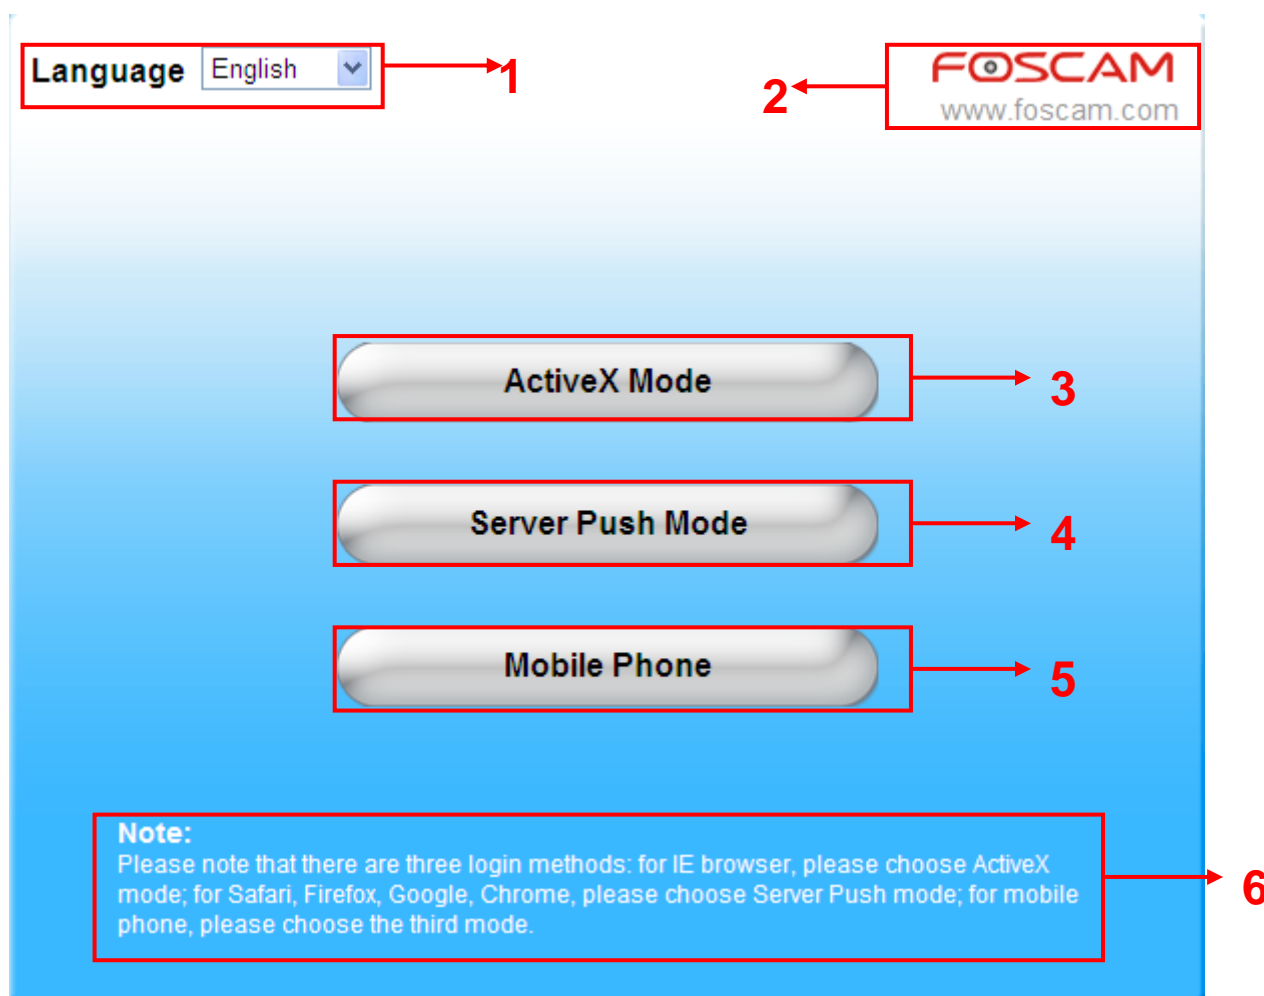 Language English 1
2 FOSCAM
www.foscam.com
ActiveX Mode 3
Server Push Mode 4
Mobile Phone 5
Note:
Please note that there are three login methods: for IE browser, please choose ActiveX
mode; for Safari, Firefox, Google, Chrome, please choose Server Push mode; for mobile
phone, please choose the third mode.
6